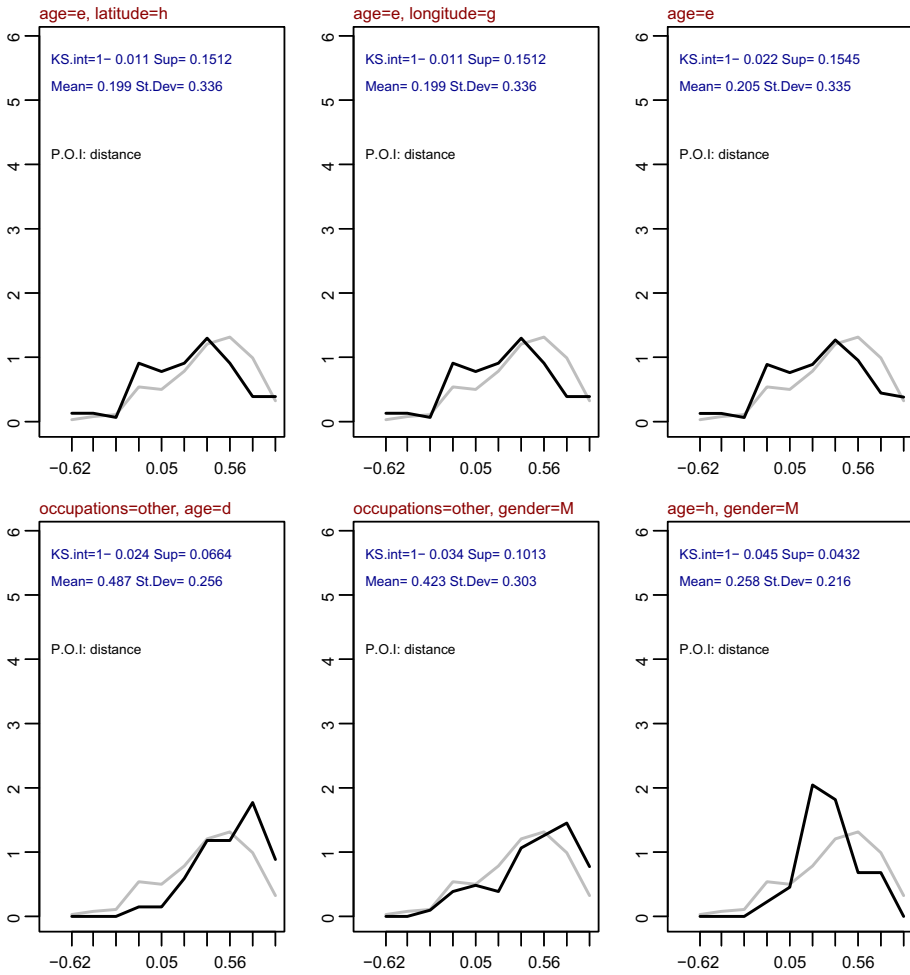 age=e, latitude=h
KS.int=1− 0.011 Sup= 0.1512
Mean= 0.199 St.Dev= 0.336
P.O.I: distance
6
5
4
3
2
1
0
−0.62 0.05 0.56
age=e, longitude=g
KS.int=1− 0.011 Sup= 0.1512
Mean= 0.199 St.Dev= 0.336
P.O.I: distance
6
5
4
3
2
1
0
−0.62 0.05 0.56
age=e
KS.int=1− 0.022 Sup= 0.1545
Mean= 0.205 St.Dev= 0.335
P.O.I: distance
6
5
4
3
2
1
0
−0.62 0.05 0.56
occupations=other, age=d
KS.int=1− 0.024 Sup= 0.0664
Mean= 0.487 St.Dev= 0.256
P.O.I: distance
6
5
4
3
2
1
0
−0.62 0.05 0.56
occupations=other, gender=M
KS.int=1− 0.034 Sup= 0.1013
Mean= 0.423 St.Dev= 0.303
P.O.I: distance
6
5
4
3
2
1
0
−0.62 0.05 0.56
age=h, gender=M
KS.int=1− 0.045 Sup= 0.0432
Mean= 0.258 St.Dev= 0.216
P.O.I: distance
6
5
4
3
2
1
0
−0.62 0.05 0.56